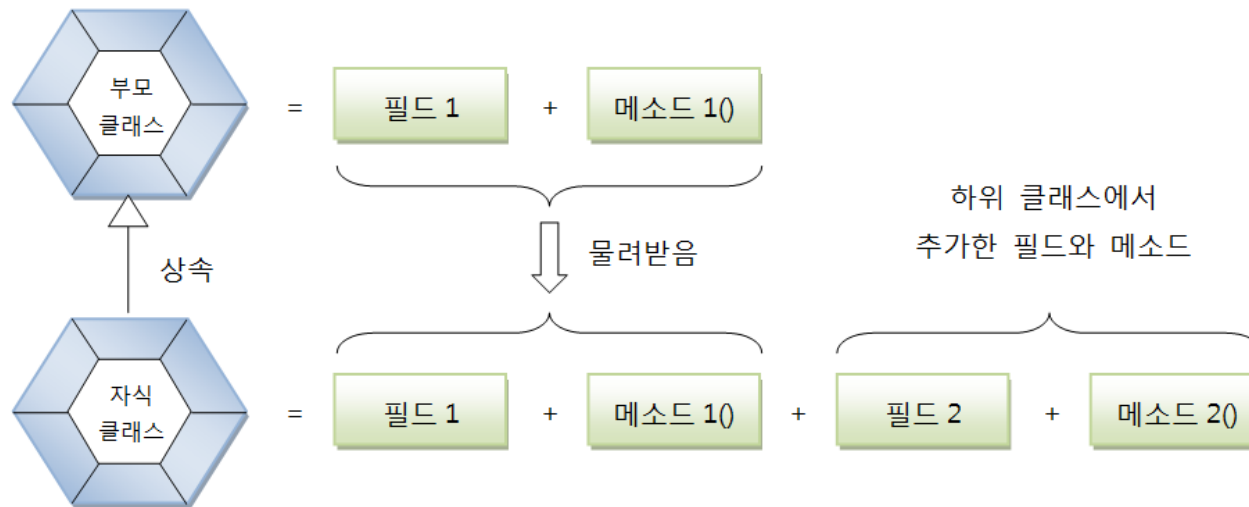 부모
클래스
=
필드 1
+
메소드 1()
상속
물려받음
하위 클래스에서
추가한 필드와 메소드
자식
클래스
=
필드 1
+
메소드 1()
+
필드 2
+
메소드 2()